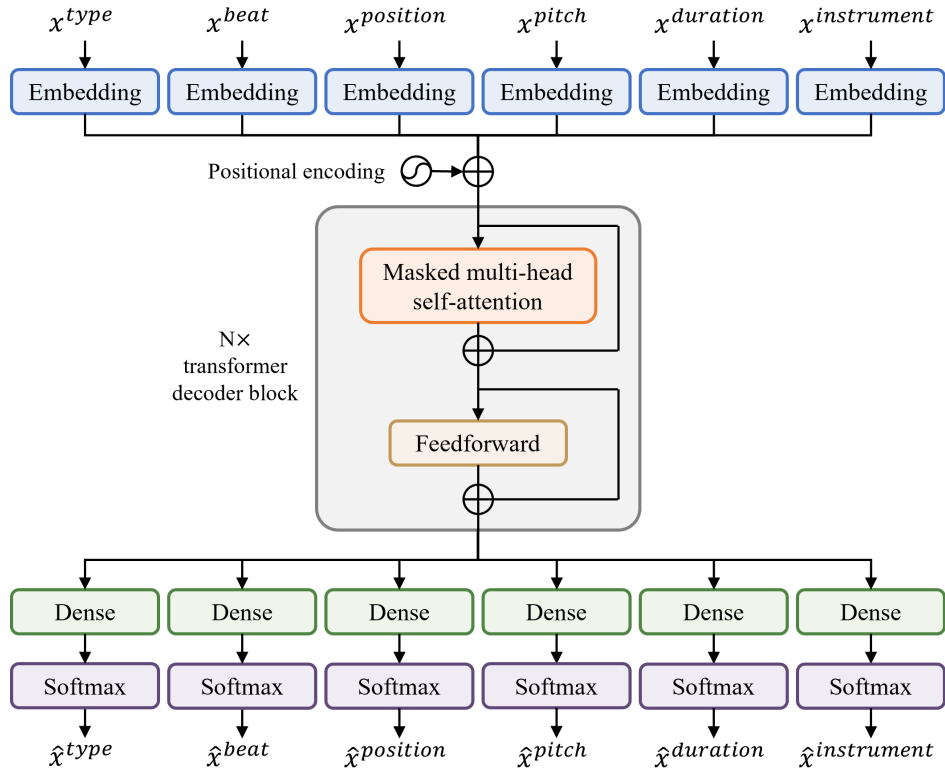 x^type x^beat x^position x^pitch x^duration x^instrument
Embedding Embedding Embedding Embedding Embedding Embedding
Positional encoding
Masked multi-head
self-attention
N×
transformer
decoder block
Feedforward
Dense Dense Dense Dense Dense Dense
Softmax Softmax Softmax Softmax Softmax Softmax
x̂^type x̂^beat x̂^position x̂^pitch x̂^duration x̂^instrument